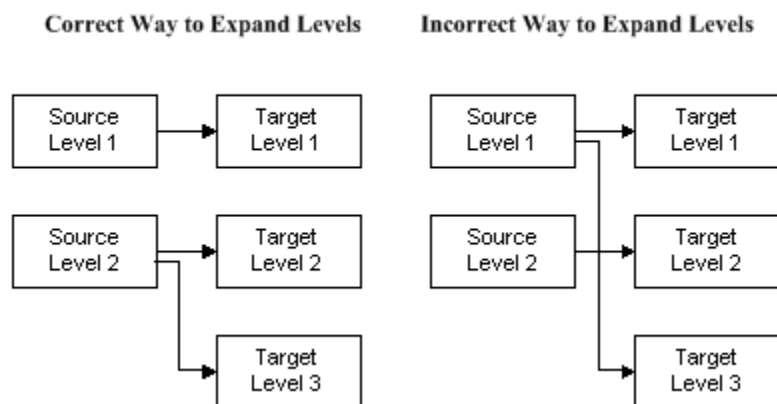 Correct Way to Expand Levels
Source
Level 1
Target
Level 1
Source
Level 2
Target
Level 2
Target
Level 3
Incorrect Way to Expand Levels
Source
Level 1
Target
Level 1
Source
Level 2
Target
Level 2
Target
Level 3